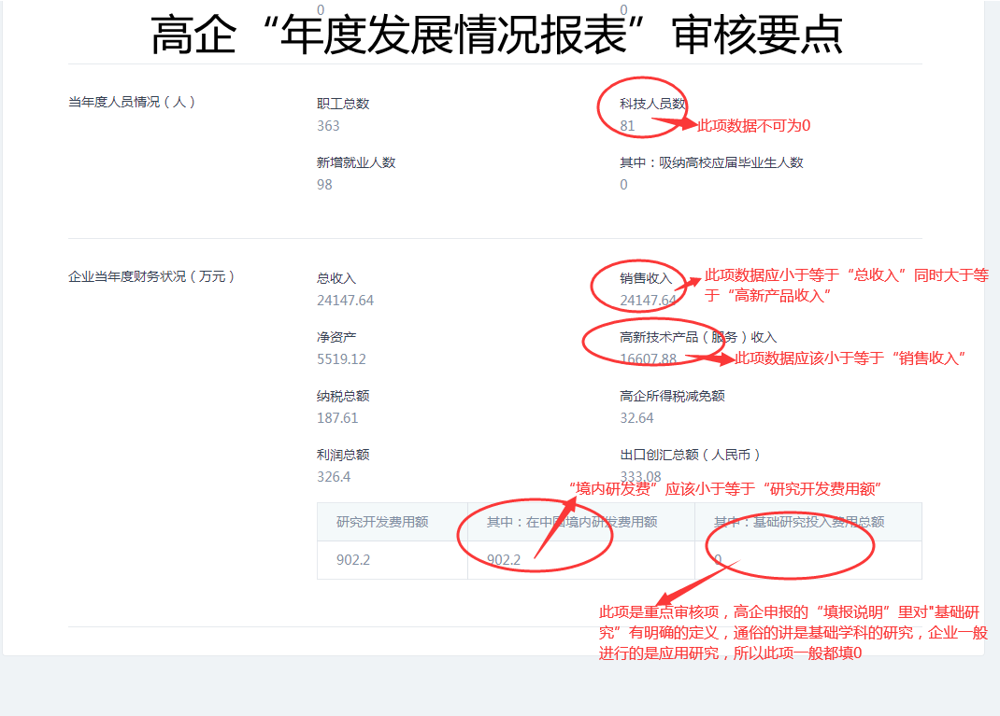 0 0
高企“年度发展情况报表”审核要点
当年度人员情况（人） 职工总数 科技人员数
363 81 此项数据不可为0
新增就业人数 其中：吸纳高校应届毕业生人数
98 0
企业当年度财务状况（万元） 总收入 销售收入 此项数据应小于等于“总收入”同时大于等
24147.64 24147.64 于“高新产品收入”
净资产 高新技术产品（服务）收入
5519.12 16607.88 此项数据应该小于等于“销售收入”
纳税总额 高企所得税减免额
187.61 32.64
利润总额 出口创汇总额（人民币）
326.4 333.08
“境内研发费”应该小于等于“研究开发费用额”
研究开发费用额 其中：在中国境内研发费用额 其中：基础研究投入费用总额
902.2 902.2 0
此项是重点审核项，高企申报的“填报说明”里对"基础研
究”有明确的定义，通俗的讲是基础学科的研究，企业一般
进行的是应用研究，所以此项一般都填0